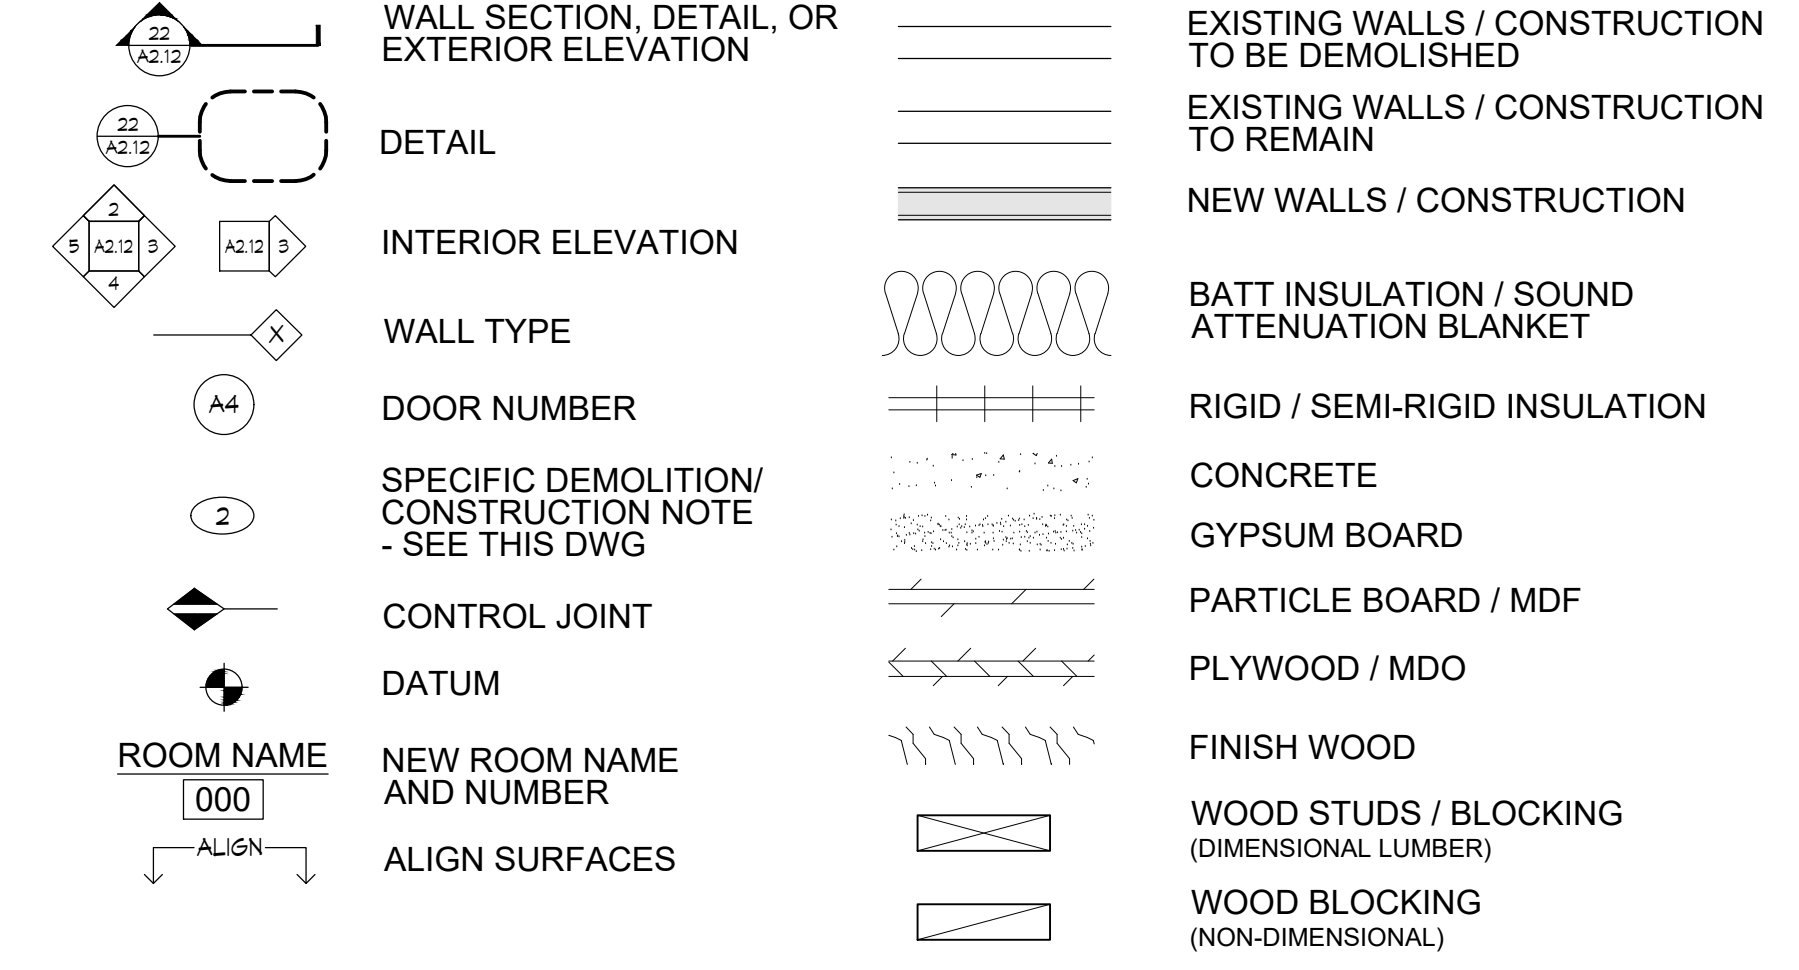 22
A2.12
WALL SECTION, DETAIL, OR
EXTERIOR ELEVATION
22
A2.12
DETAIL
2
5 A2.12 3
4
A2.12 3
INTERIOR ELEVATION
X
WALL TYPE
A4
DOOR NUMBER
2
SPECIFIC DEMOLITION/
CONSTRUCTION NOTE
- SEE THIS DWG
CONTROL JOINT
DATUM
ROOM NAME
000
NEW ROOM NAME
AND NUMBER
ALIGN
ALIGN SURFACES
EXISTING WALLS / CONSTRUCTION
TO BE DEMOLISHED
EXISTING WALLS / CONSTRUCTION
TO REMAIN
NEW WALLS / CONSTRUCTION
BATT INSULATION / SOUND
ATTENUATION BLANKET
RIGID / SEMI-RIGID INSULATION
CONCRETE
GYPSUM BOARD
PARTICLE BOARD / MDF
PLYWOOD / MDO
FINISH WOOD
WOOD STUDS / BLOCKING
(DIMENSIONAL LUMBER)
WOOD BLOCKING
(NON-DIMENSIONAL)